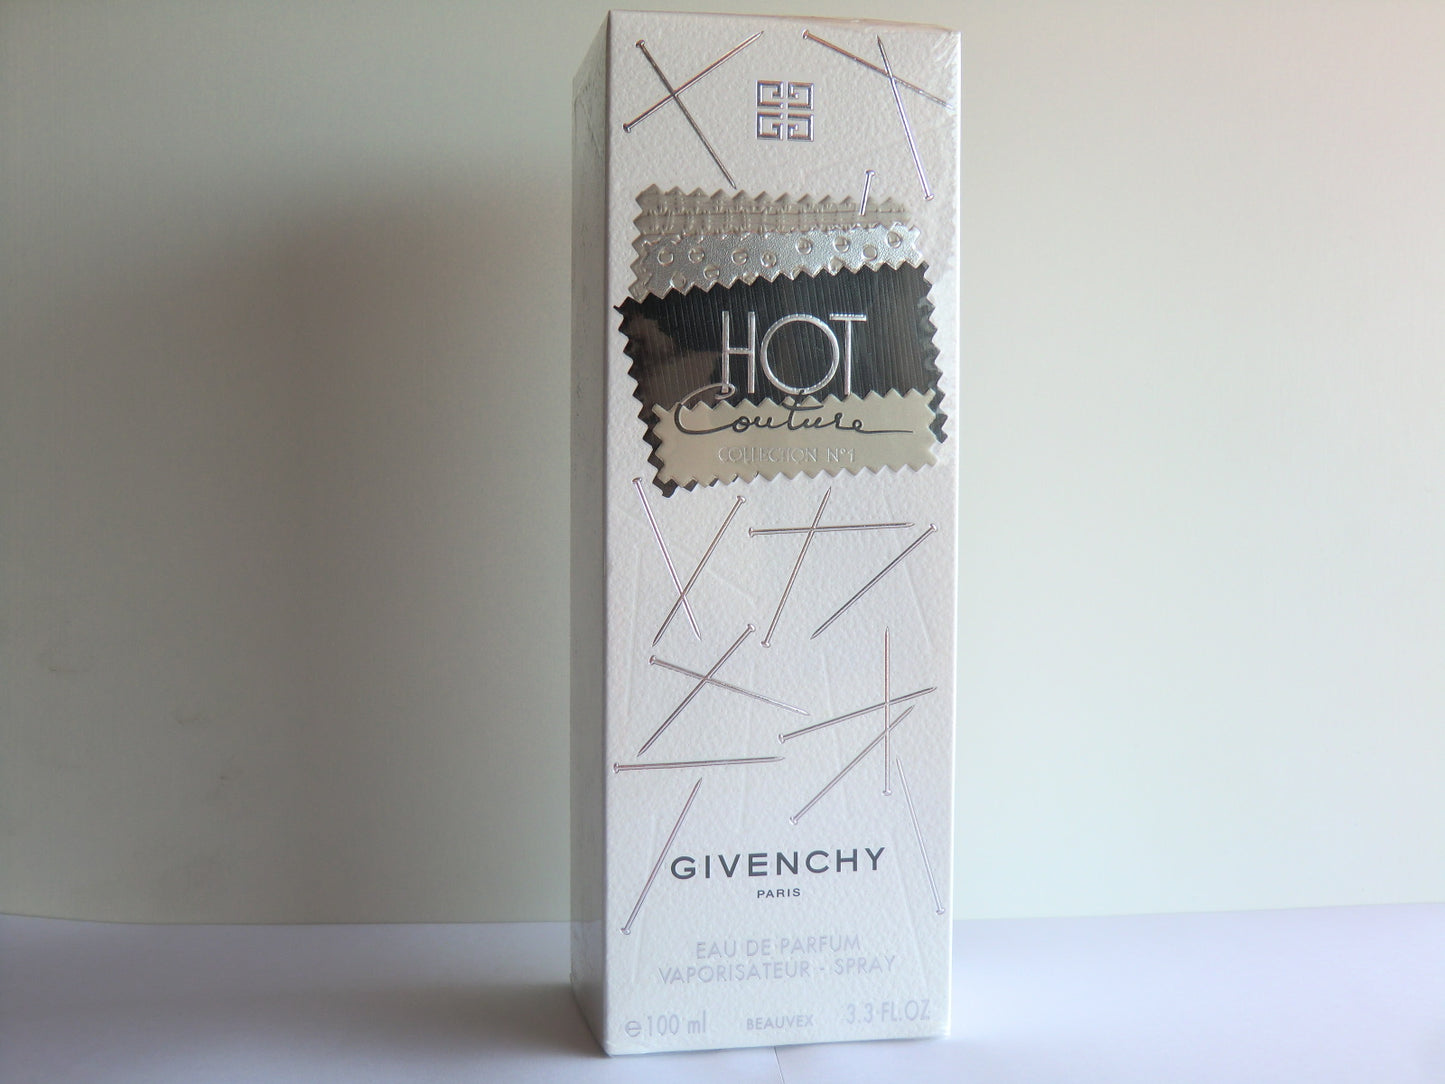 HOT
Couture
COLLECTION N°1
GIVENCHY
PARIS
EAU DE PARFUM
VAPORISATEUR - SPRAY
℮ 100 ml BEAUVEX 3.3 FL.OZ